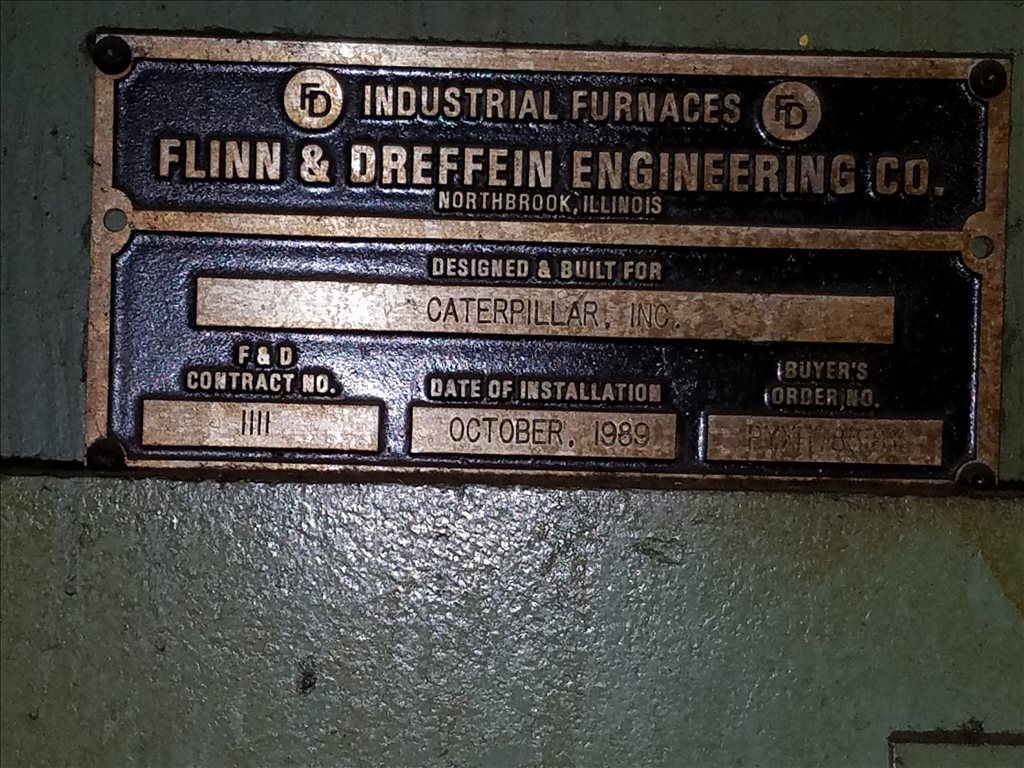 FD INDUSTRIAL FURNACES FD
FLINN & DREFFEIN ENGINEERING CO.
NORTHBROOK, ILLINOIS
DESIGNED & BUILT FOR
CATERPILLAR, INC.
F & D
CONTRACT NO.
1111
DATE OF INSTALLATION
OCTOBER, 1989
BUYER'S
ORDER NO.